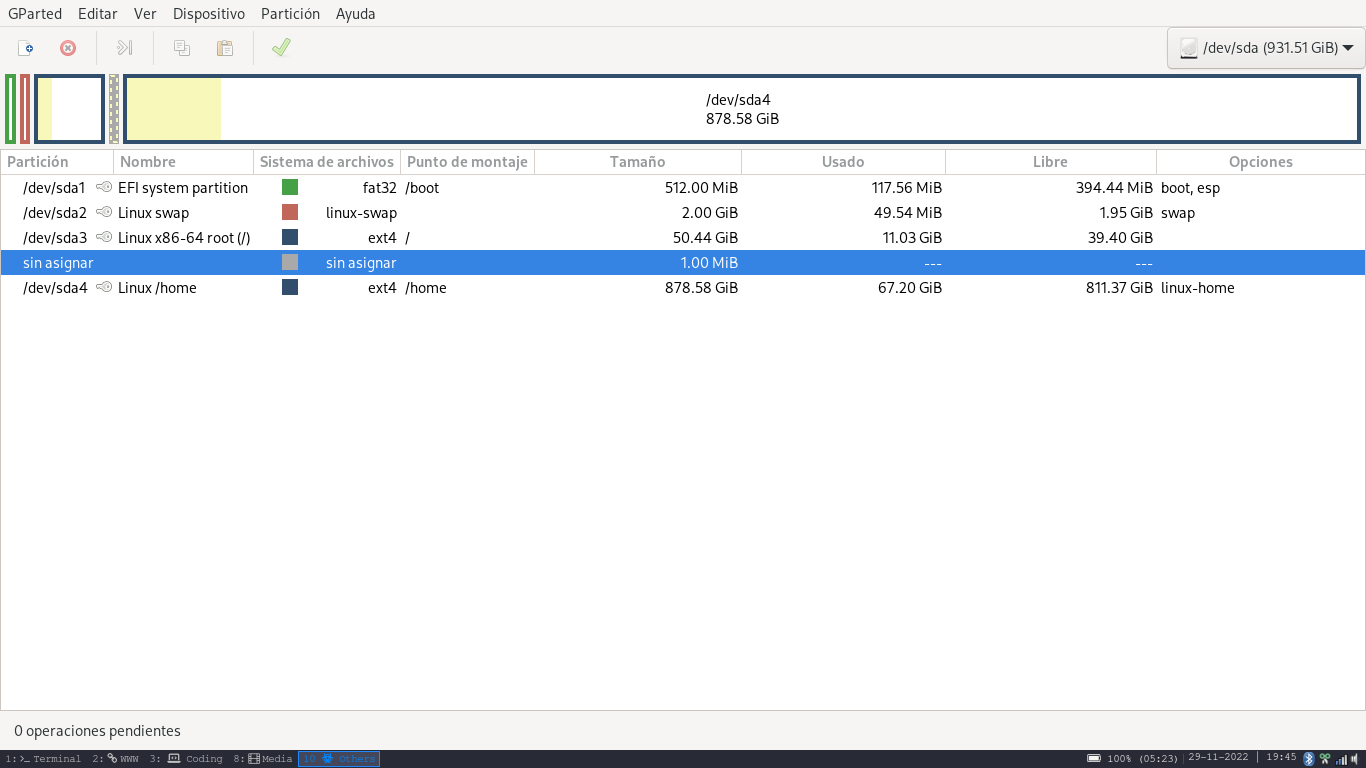 GParted Editar Ver Dispositivo Partición Ayuda
/dev/sda (931.51 GiB)
/dev/sda4
878.58 GiB
Partición Nombre Sistema de archivos Punto de montaje Tamaño Usado Libre Opciones
/dev/sda1 EFI system partition fat32 /boot 512.00 MiB 117.56 MiB 394.44 MiB boot, esp
/dev/sda2 Linux swap linux-swap 2.00 GiB 49.54 MiB 1.95 GiB swap
/dev/sda3 Linux x86-64 root (/) ext4 / 50.44 GiB 11.03 GiB 39.40 GiB
sin asignar sin asignar 1.00 MiB --- ---
/dev/sda4 Linux /home ext4 /home 878.58 GiB 67.20 GiB 811.37 GiB linux-home
0 operaciones pendientes
1: Terminal 2: WWW 3: Coding 8: Media 10 Others 100% (05:23) | 29-11-2022 | 19:45